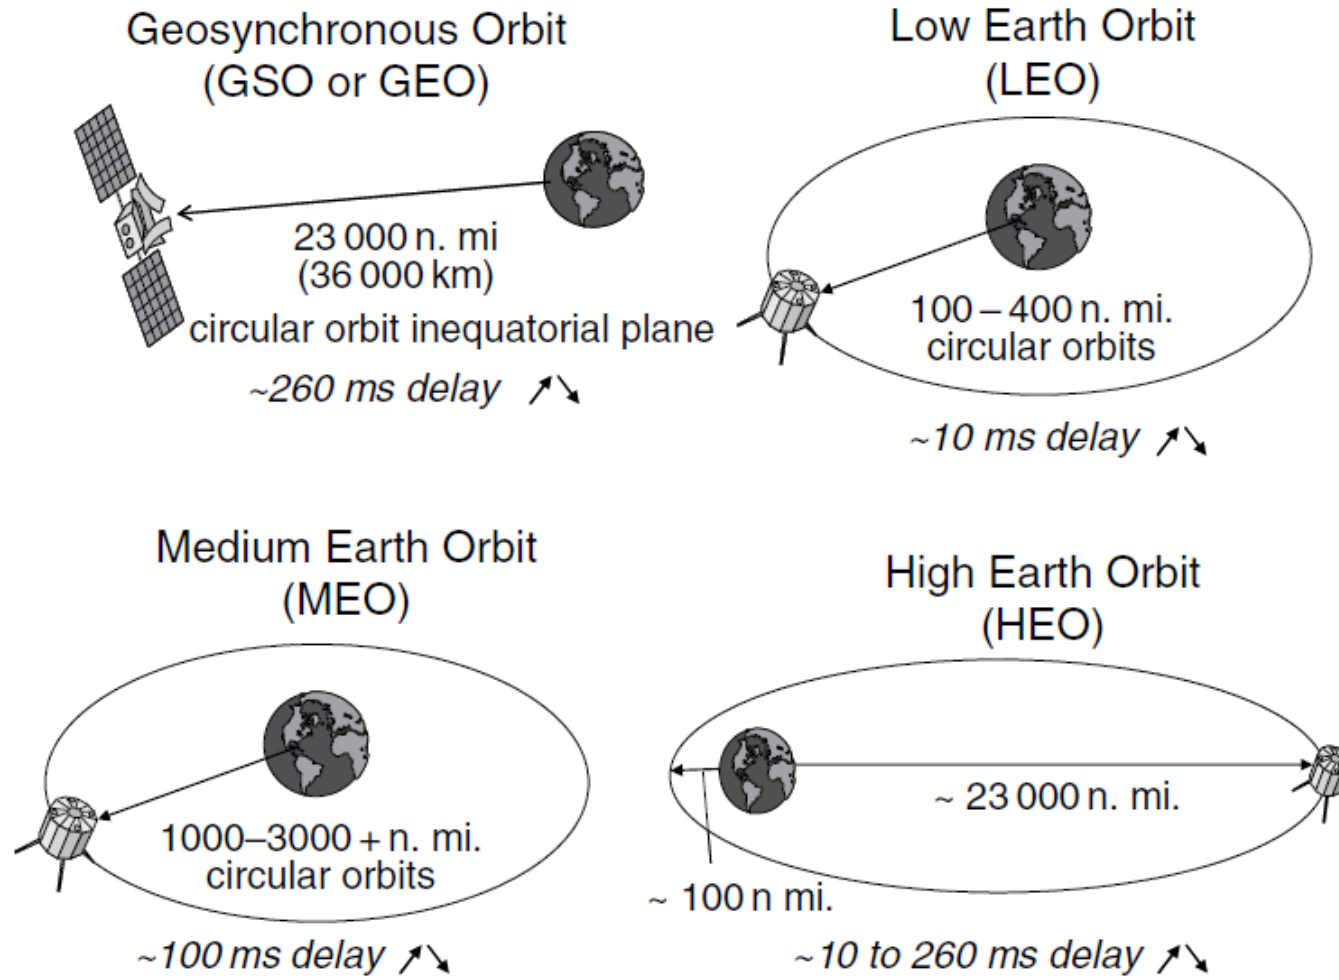 Geosynchronous Orbit
(GSO or GEO)
23 000 n. mi
(36 000 km)
circular orbit inequatorial plane
~260 ms delay
Low Earth Orbit
(LEO)
100 – 400 n. mi.
circular orbits
~10 ms delay
Medium Earth Orbit
(MEO)
1000–3000 + n. mi.
circular orbits
~100 ms delay
High Earth Orbit
(HEO)
~ 23 000 n. mi.
~ 100 n mi.
~10 to 260 ms delay